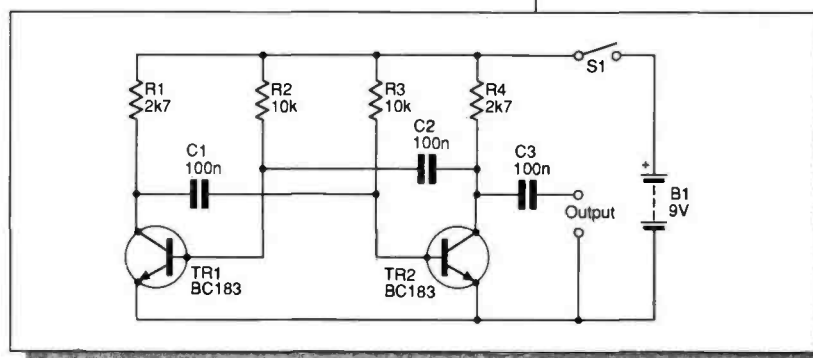 R1
2k7
R2
10k
R3
10k
R4
2k7
S1
C1
100n
C2
100n
C3
100n
+
B1
9V
Output
TR1
BC183
TR2
BC183